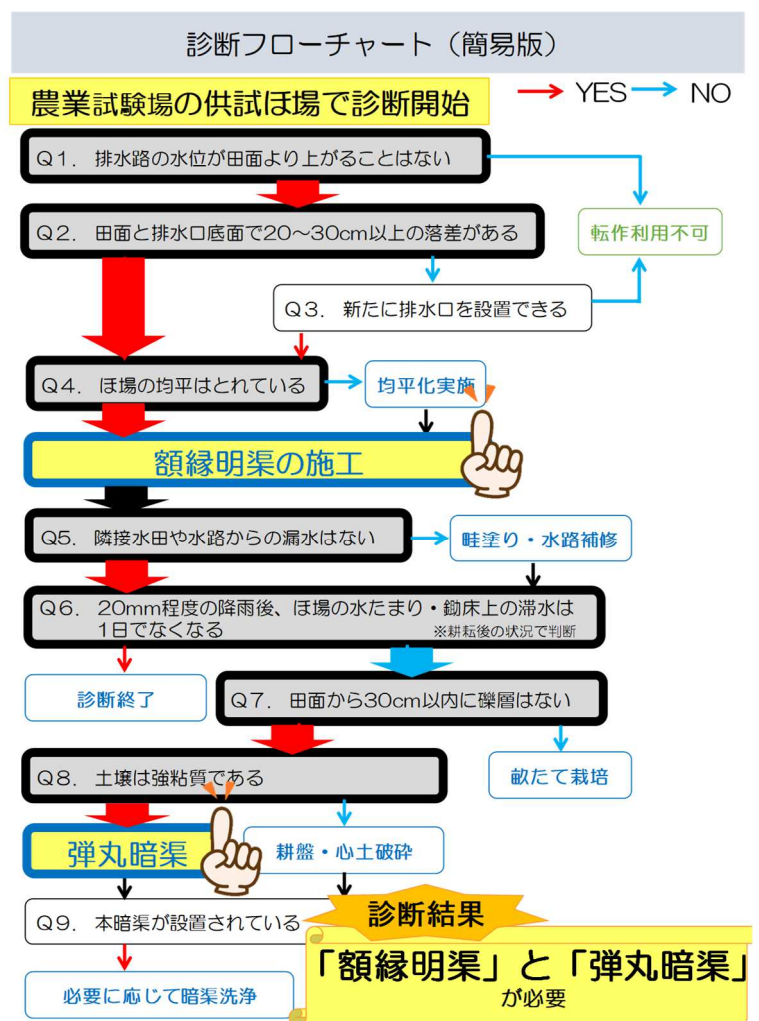 診断フローチャート（簡易版）
農業試験場の供試ほ場で診断開始
YES
NO
Q1. 排水路の水位が田面より上がることはない
Q2. 田面と排水口底面で20～30cm以上の落差がある
転作利用不可
Q3. 新たに排水口を設置できる
Q4. ほ場の均平はとれている
均平化実施
額縁明渠の施工
Q5. 隣接水田や水路からの漏水はない
畦塗り・水路補修
Q6. 20mm程度の降雨後、ほ場の水たまり・鋤床上の滞水は
1日でなくなる
※耕耘後の状況で判断
診断終了
Q7. 田面から30cm以内に礫層はない
畝たて栽培
Q8. 土壌は強粘質である
弾丸暗渠
耕盤・心土破砕
Q9. 本暗渠が設置されている
診断結果
「額縁明渠」と「弾丸暗渠」
が必要
必要に応じて暗渠洗浄